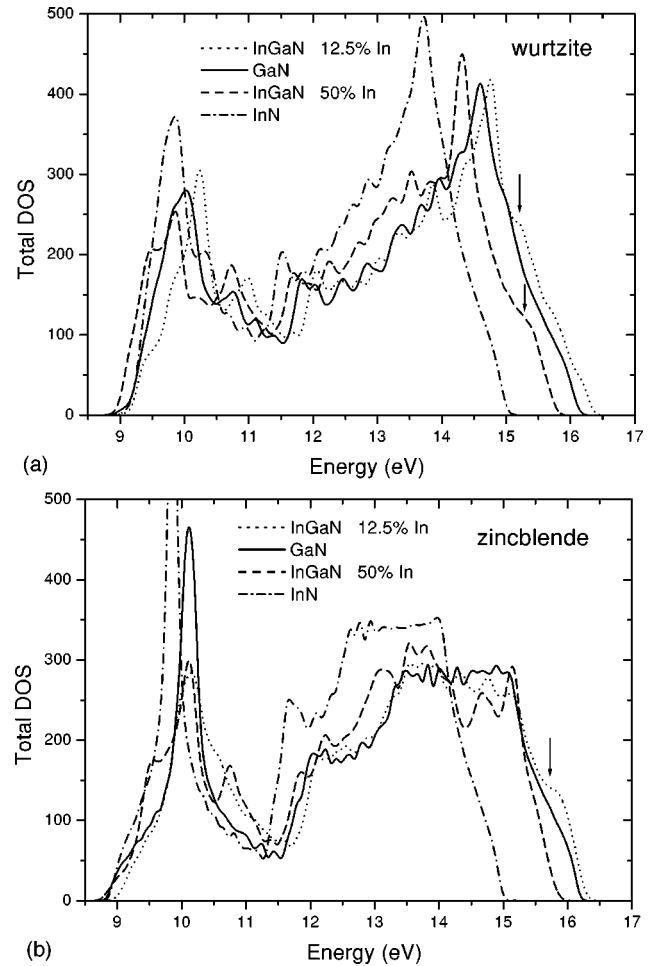 500
400
300
200
100
0
Total DOS
InGaN 12.5% In
GaN
InGaN 50% In
InN
wurtzite
9 10 11 12 13 14 15 16 17
Energy (eV)
(a)
500
400
300
200
100
0
Total DOS
InGaN 12.5% In
GaN
InGaN 50% In
InN
zincblende
9 10 11 12 13 14 15 16 17
Energy (eV)
(b)